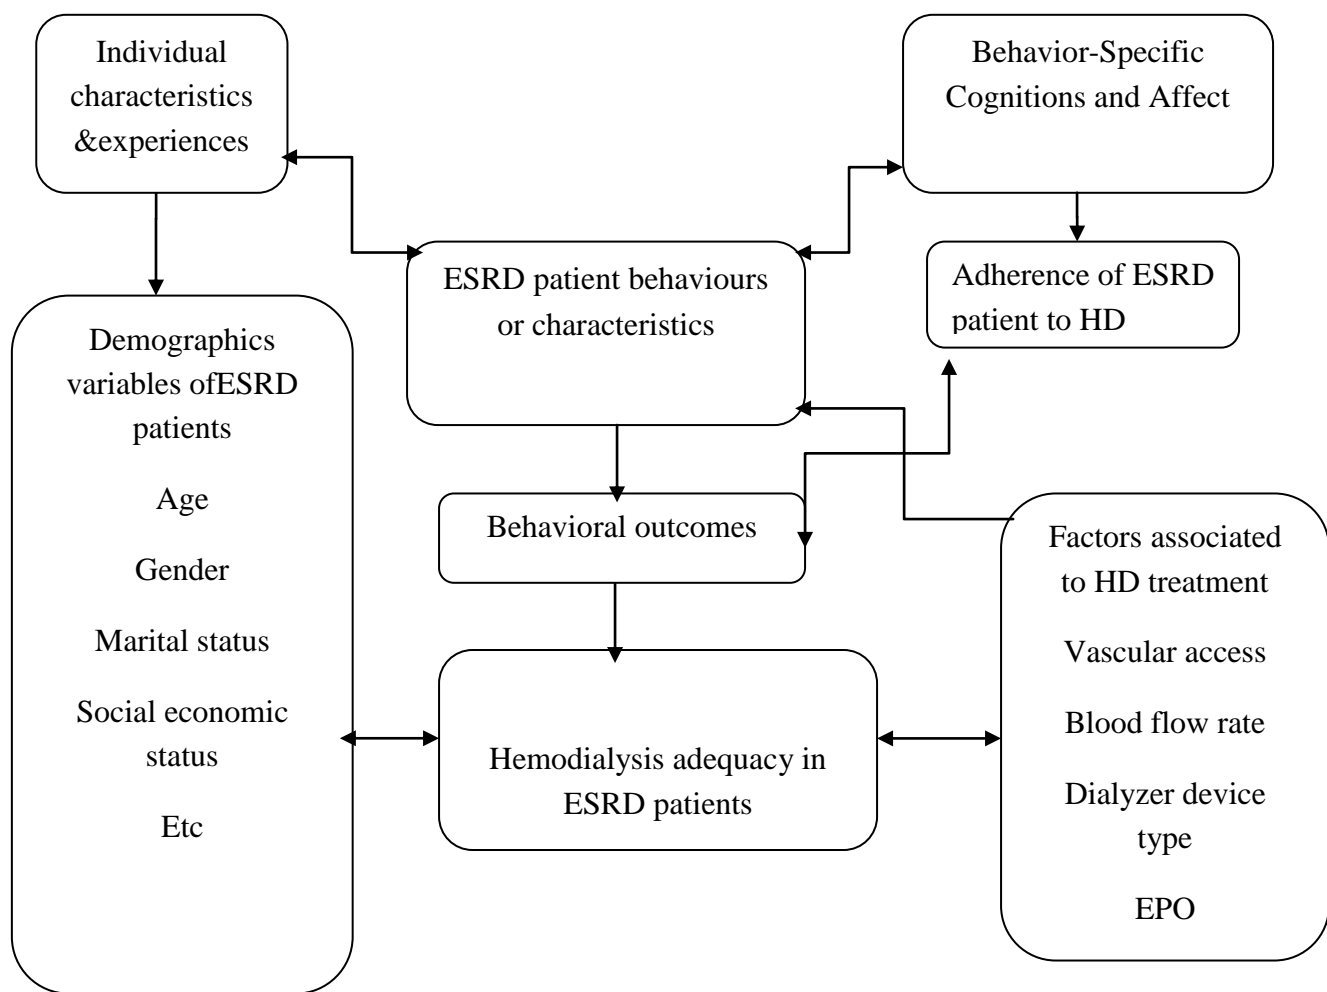 Individual
characteristics
&experiences
Behavior-Specific
Cognitions and Affect
ESRD patient behaviours
or characteristics
Adherence of ESRD
patient to HD
Demographics
variables ofESRD
patients
Age
Gender
Marital status
Social economic
status
Etc
Behavioral outcomes
Hemodialysis adequacy in
ESRD patients
Factors associated
to HD treatment
Vascular access
Blood flow rate
Dialyzer device
type
EPO